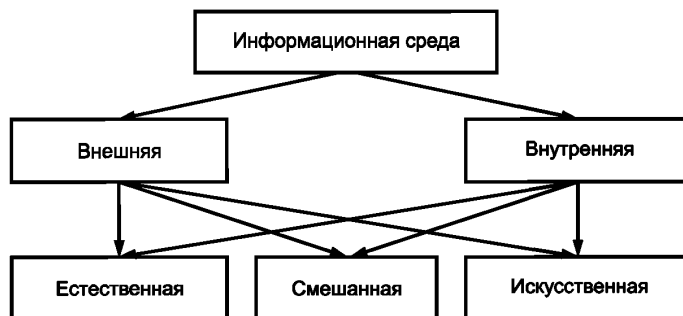 Информационная среда
Внешняя
Внутренняя
Естественная
Смешанная
Искусственная